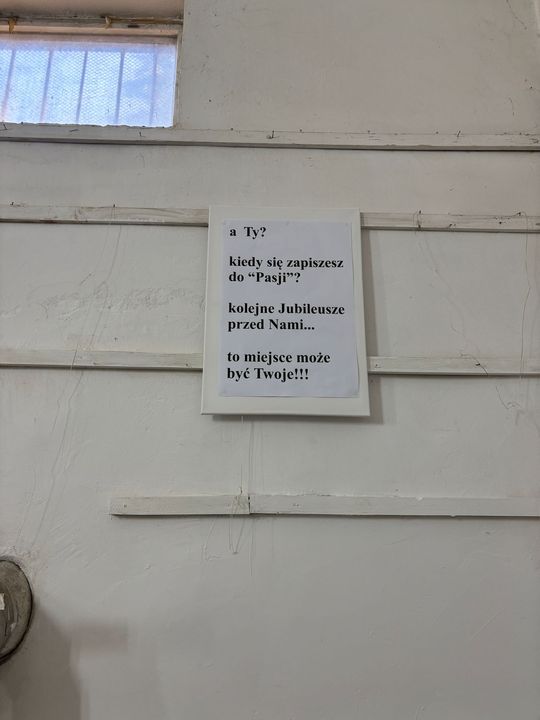 a Ty?
kiedy się zapiszesz
do “Pasji”?
kolejne Jubileusze
przed Nami...
to miejsce może
być Twoje!!!